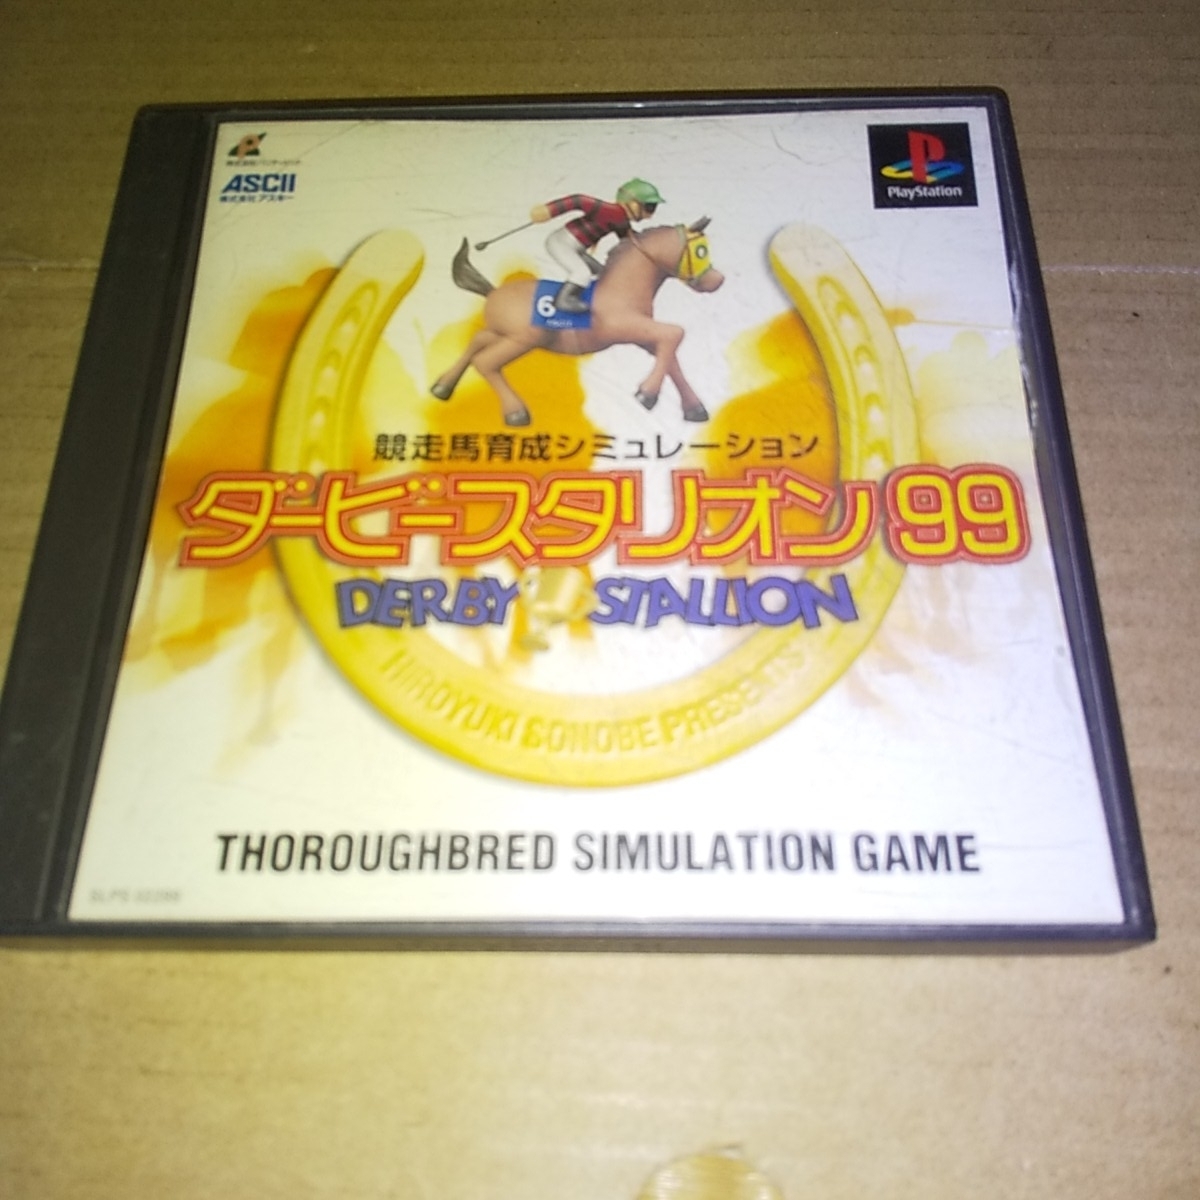 ASCII
株式会社アスキー
PlayStation
6
競走馬育成シミュレーション
ダービースタリオン99
DERBY STALLION
HIROYUKI SONOBE PRESENTS
THOROUGHBRED SIMULATION GAME